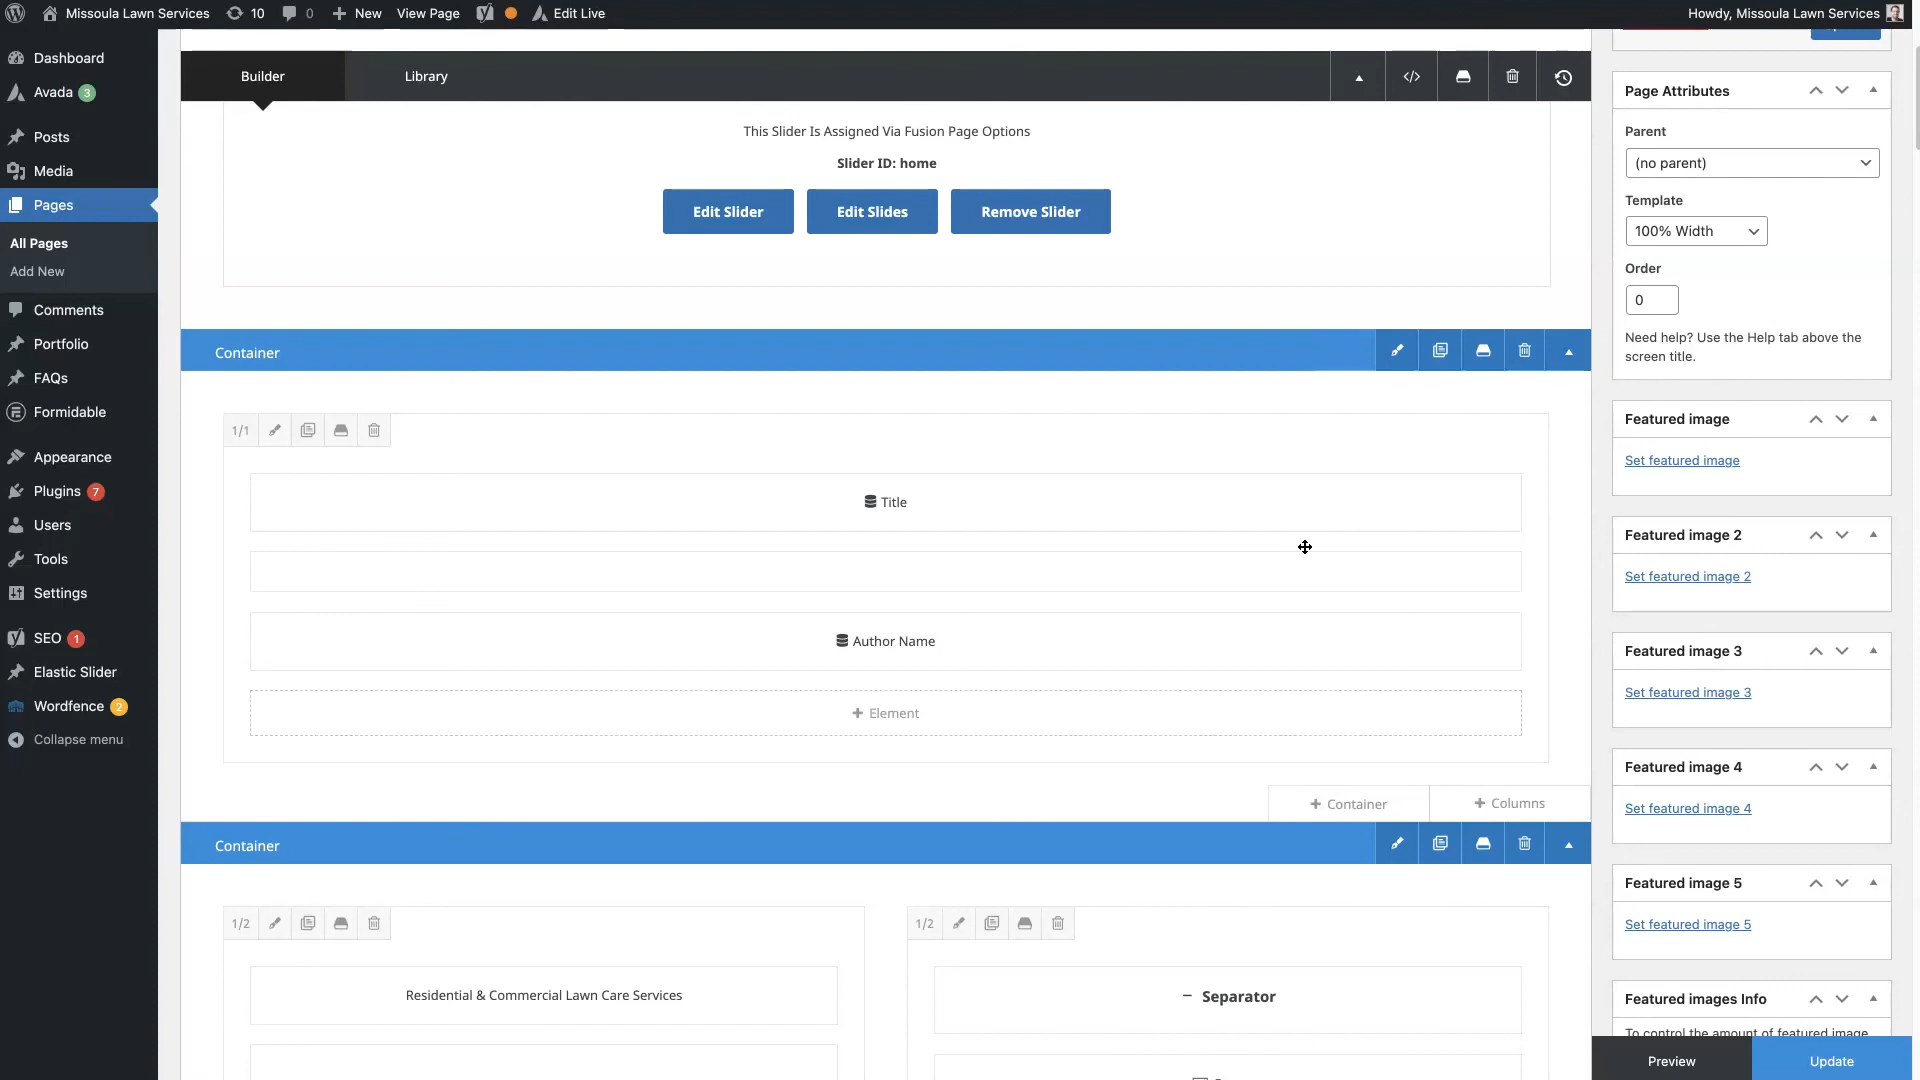 Missoula Lawn Services
10
0
New
View Page
Edit Live
Howdy, Missoula Lawn Services
Dashboard
Avada 3
Posts
Media
Pages
All Pages
Add New
Comments
Portfolio
FAQs
Formidable
Appearance
Plugins 7
Users
Tools
Settings
SEO 1
Elastic Slider
Wordfence 2
Collapse menu
Builder
Library
This Slider Is Assigned Via Fusion Page Options
Slider ID: home
Edit Slider
Edit Slides
Remove Slider
Container
1/1
Title
Author Name
+ Element
+ Container
+ Columns
Container
1/2
Residential & Commercial Lawn Care Services
1/2
Separator
Page Attributes
Parent
(no parent)
Template
100% Width
Order
0
Need help? Use the Help tab above the
screen title.
Featured image
Set featured image
Featured image 2
Set featured image 2
Featured image 3
Set featured image 3
Featured image 4
Set featured image 4
Featured image 5
Set featured image 5
Featured images Info
To control the amount of featured image
Preview
Update